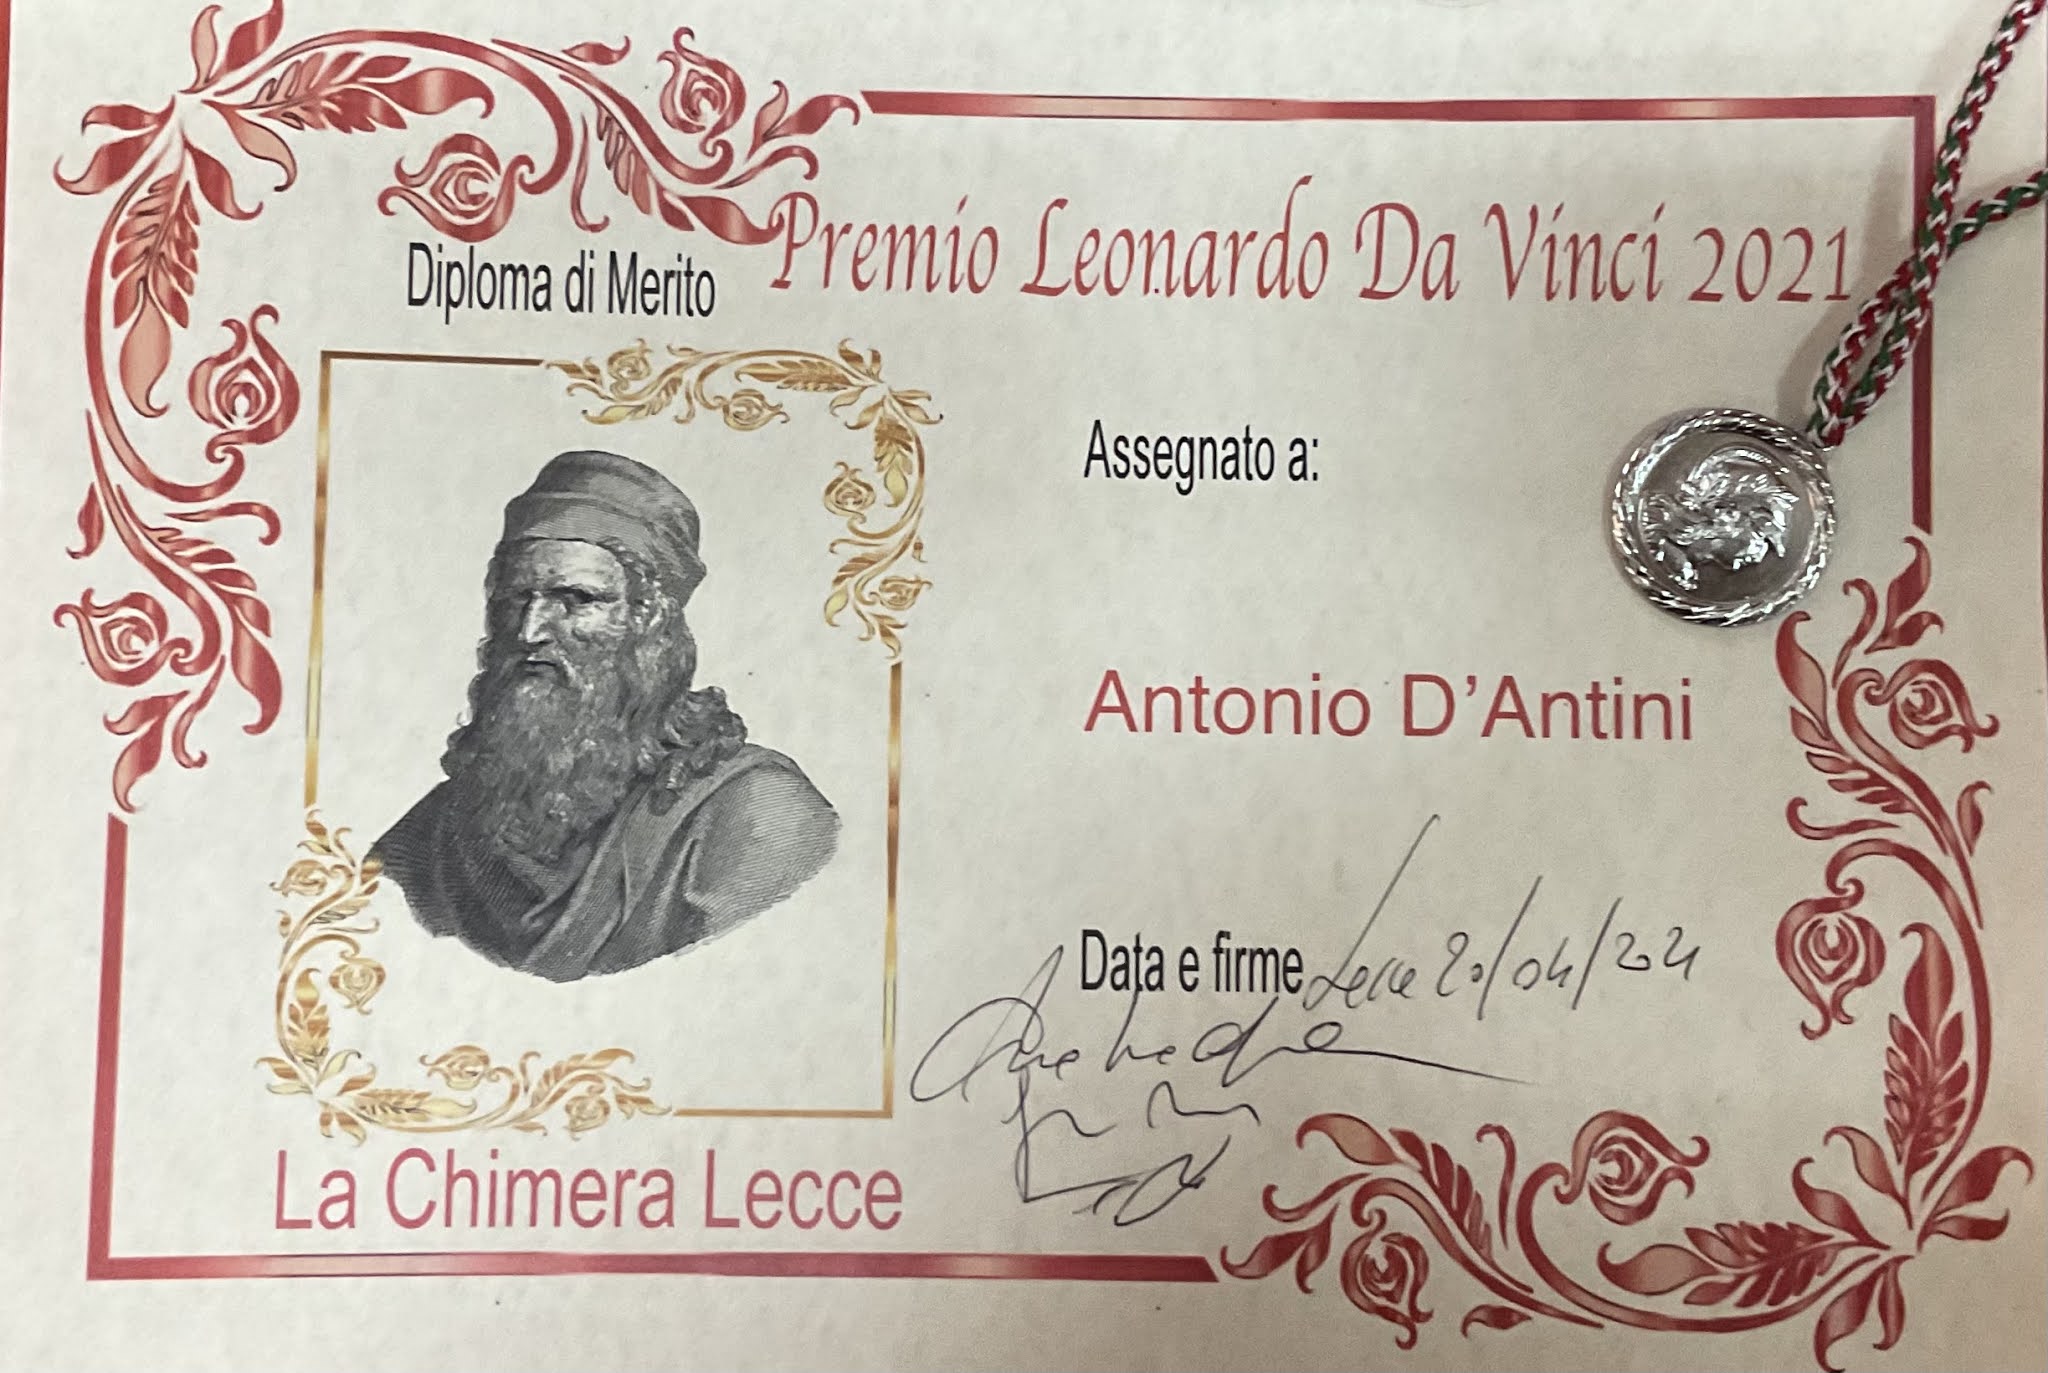 Premio Leonardo Da Vinci 2021
Diploma di Merito
Assegnato a:
Antonio D'Antini
Data e firme Lecce 20/04/2021
La Chimera Lecce